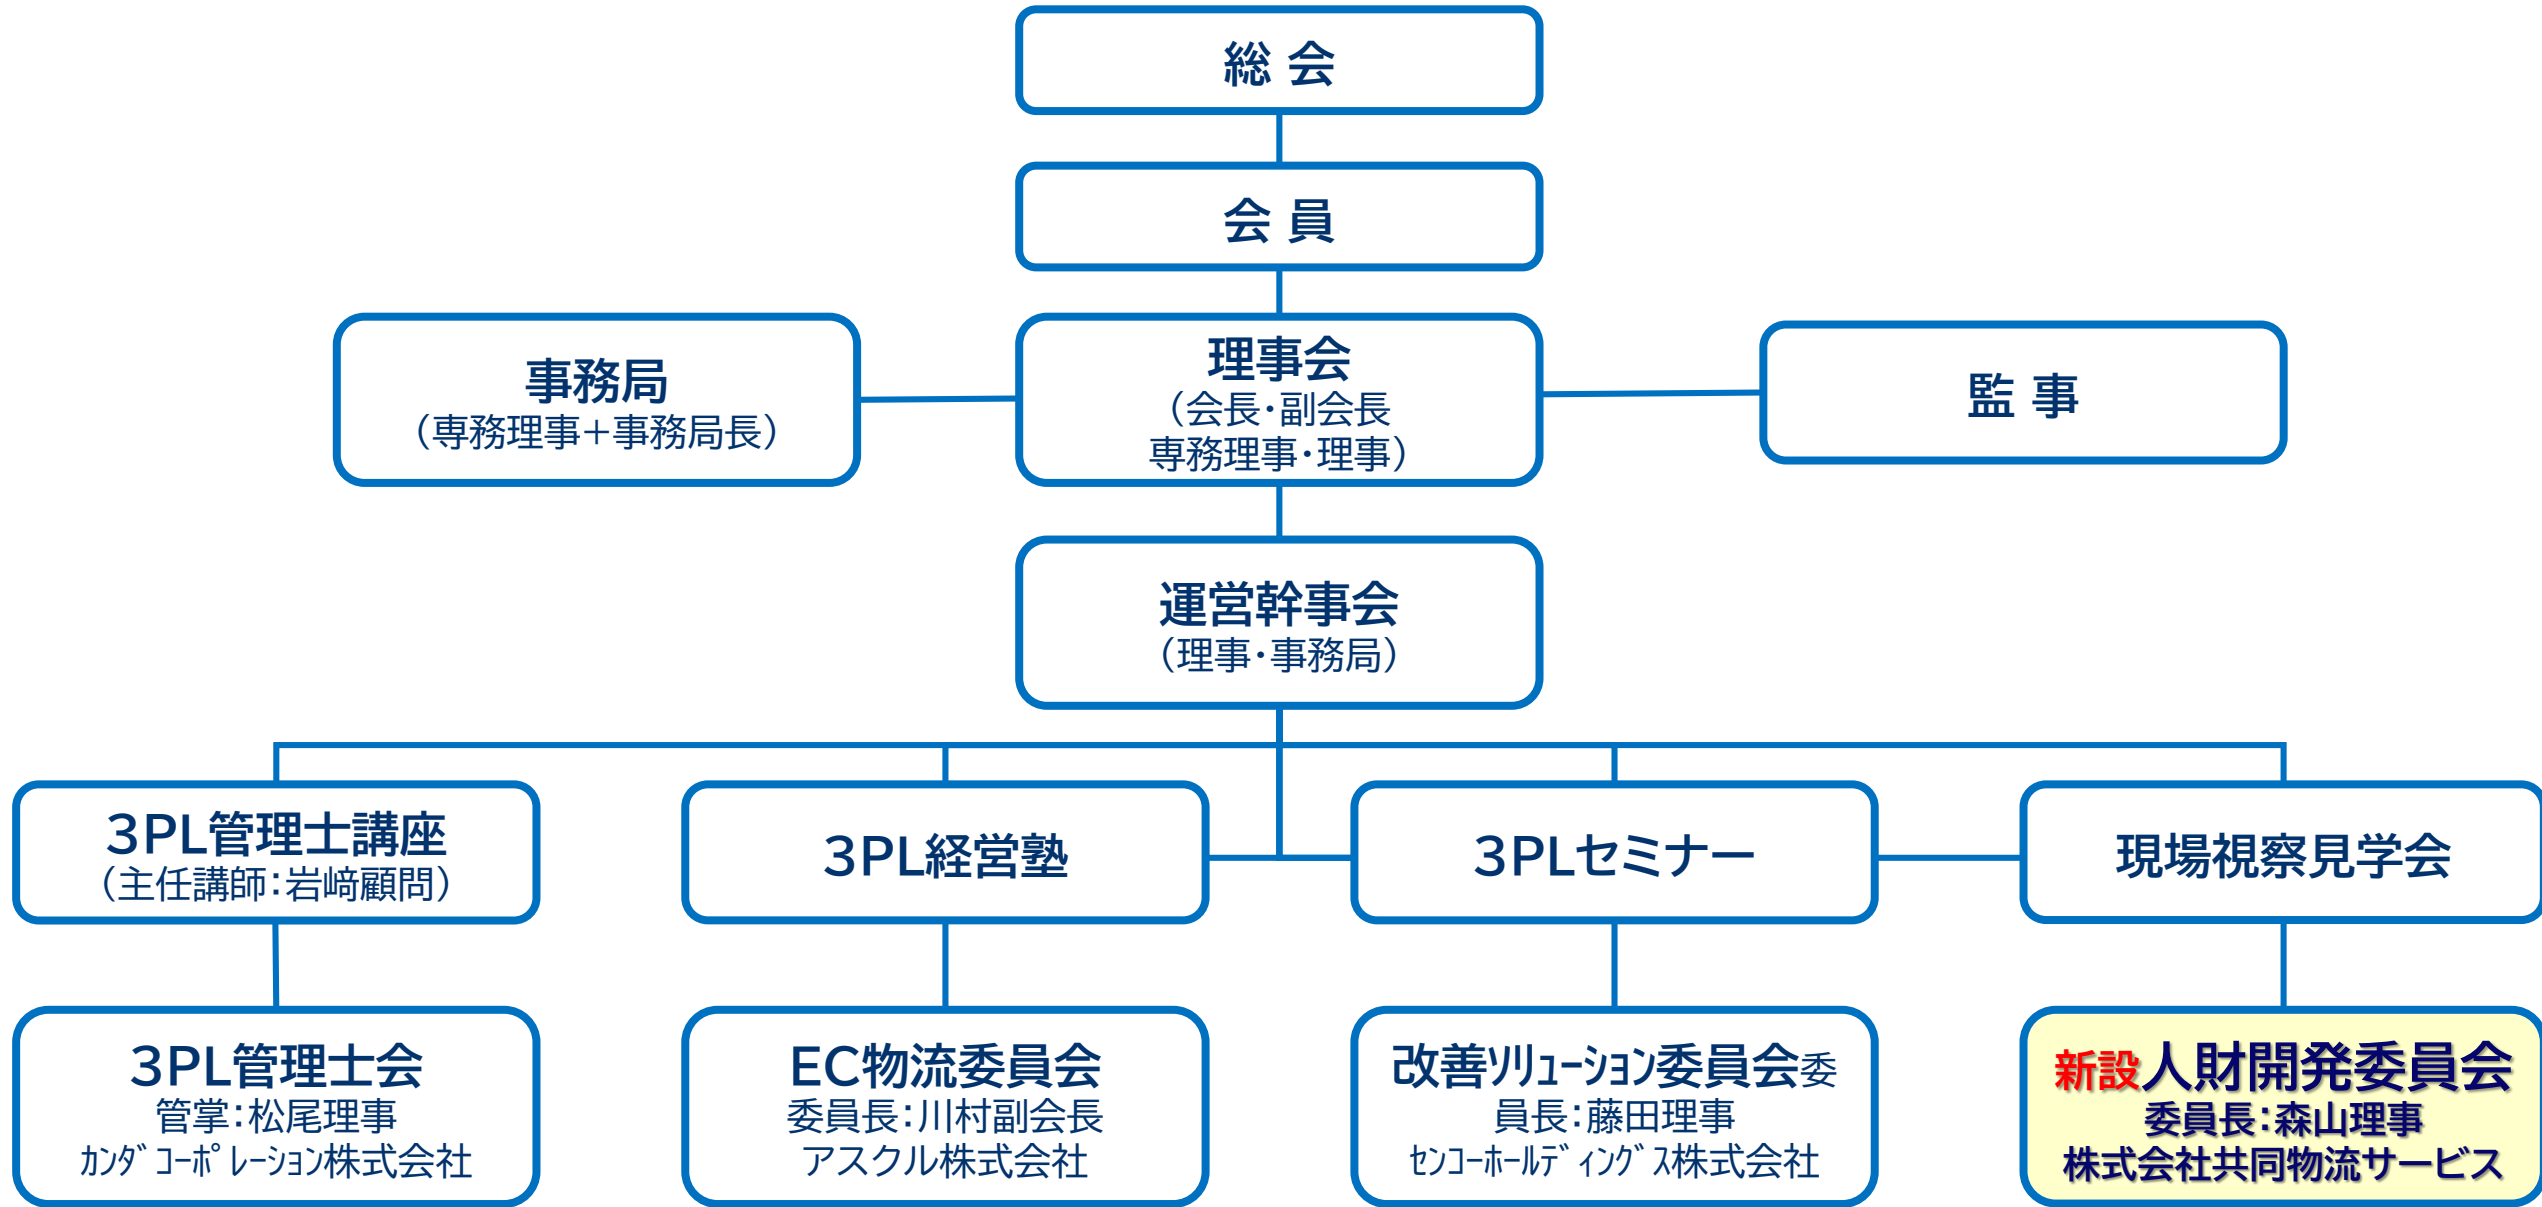 総 会
会 員
事務局
（専務理事＋事務局長）
理事会
（会長・副会長
専務理事・理事）
監 事
運営幹事会
（理事・事務局）
3PL管理士講座
（主任講師：岩﨑顧問）
3PL経営塾
3PLセミナー
現場視察見学会
3PL管理士会
管掌：松尾理事
ｶﾝﾀﾞｺｰﾎﾟﾚｰｼｮﾝ株式会社
EC物流委員会
委員長：川村副会長
アスクル株式会社
改善ｿﾘｭｰｼｮﾝ委員会委
員長：藤田理事
ｾﾝｺｰﾎｰﾙﾃﾞｨﾝｸﾞｽ株式会社
新設人財開発委員会
委員長：森山理事
株式会社共同物流サービス